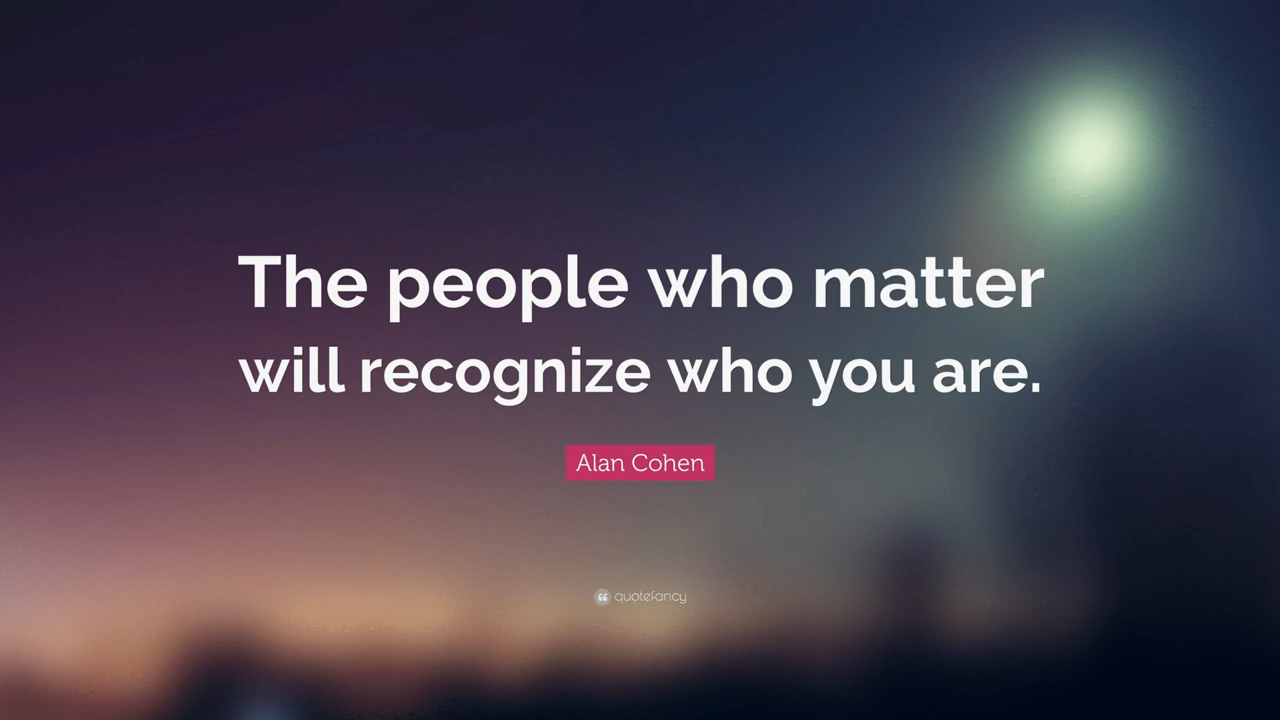 The people who matter
will recognize who you are.
Alan Cohen
quotefancy